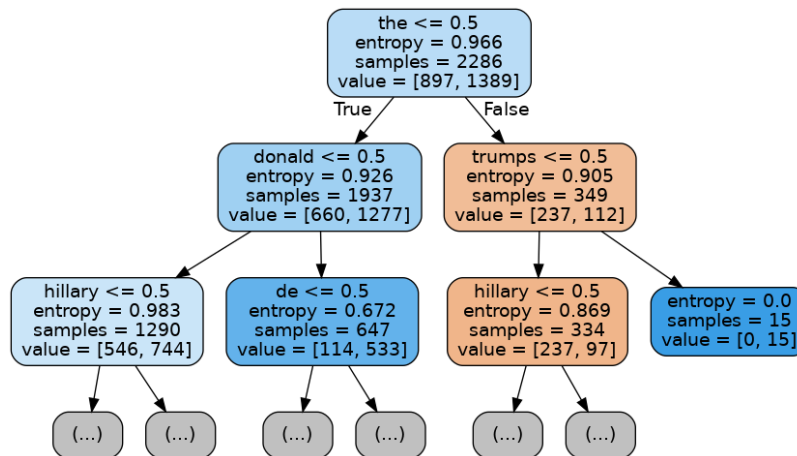 the <= 0.5
entropy = 0.966
samples = 2286
value = [897, 1389]
True
False
donald <= 0.5
entropy = 0.926
samples = 1937
value = [660, 1277]
trumps <= 0.5
entropy = 0.905
samples = 349
value = [237, 112]
hillary <= 0.5
entropy = 0.983
samples = 1290
value = [546, 744]
de <= 0.5
entropy = 0.672
samples = 647
value = [114, 533]
hillary <= 0.5
entropy = 0.869
samples = 334
value = [237, 97]
entropy = 0.0
samples = 15
value = [0, 15]
(...)
(...)
(...)
(...)
(...)
(...)